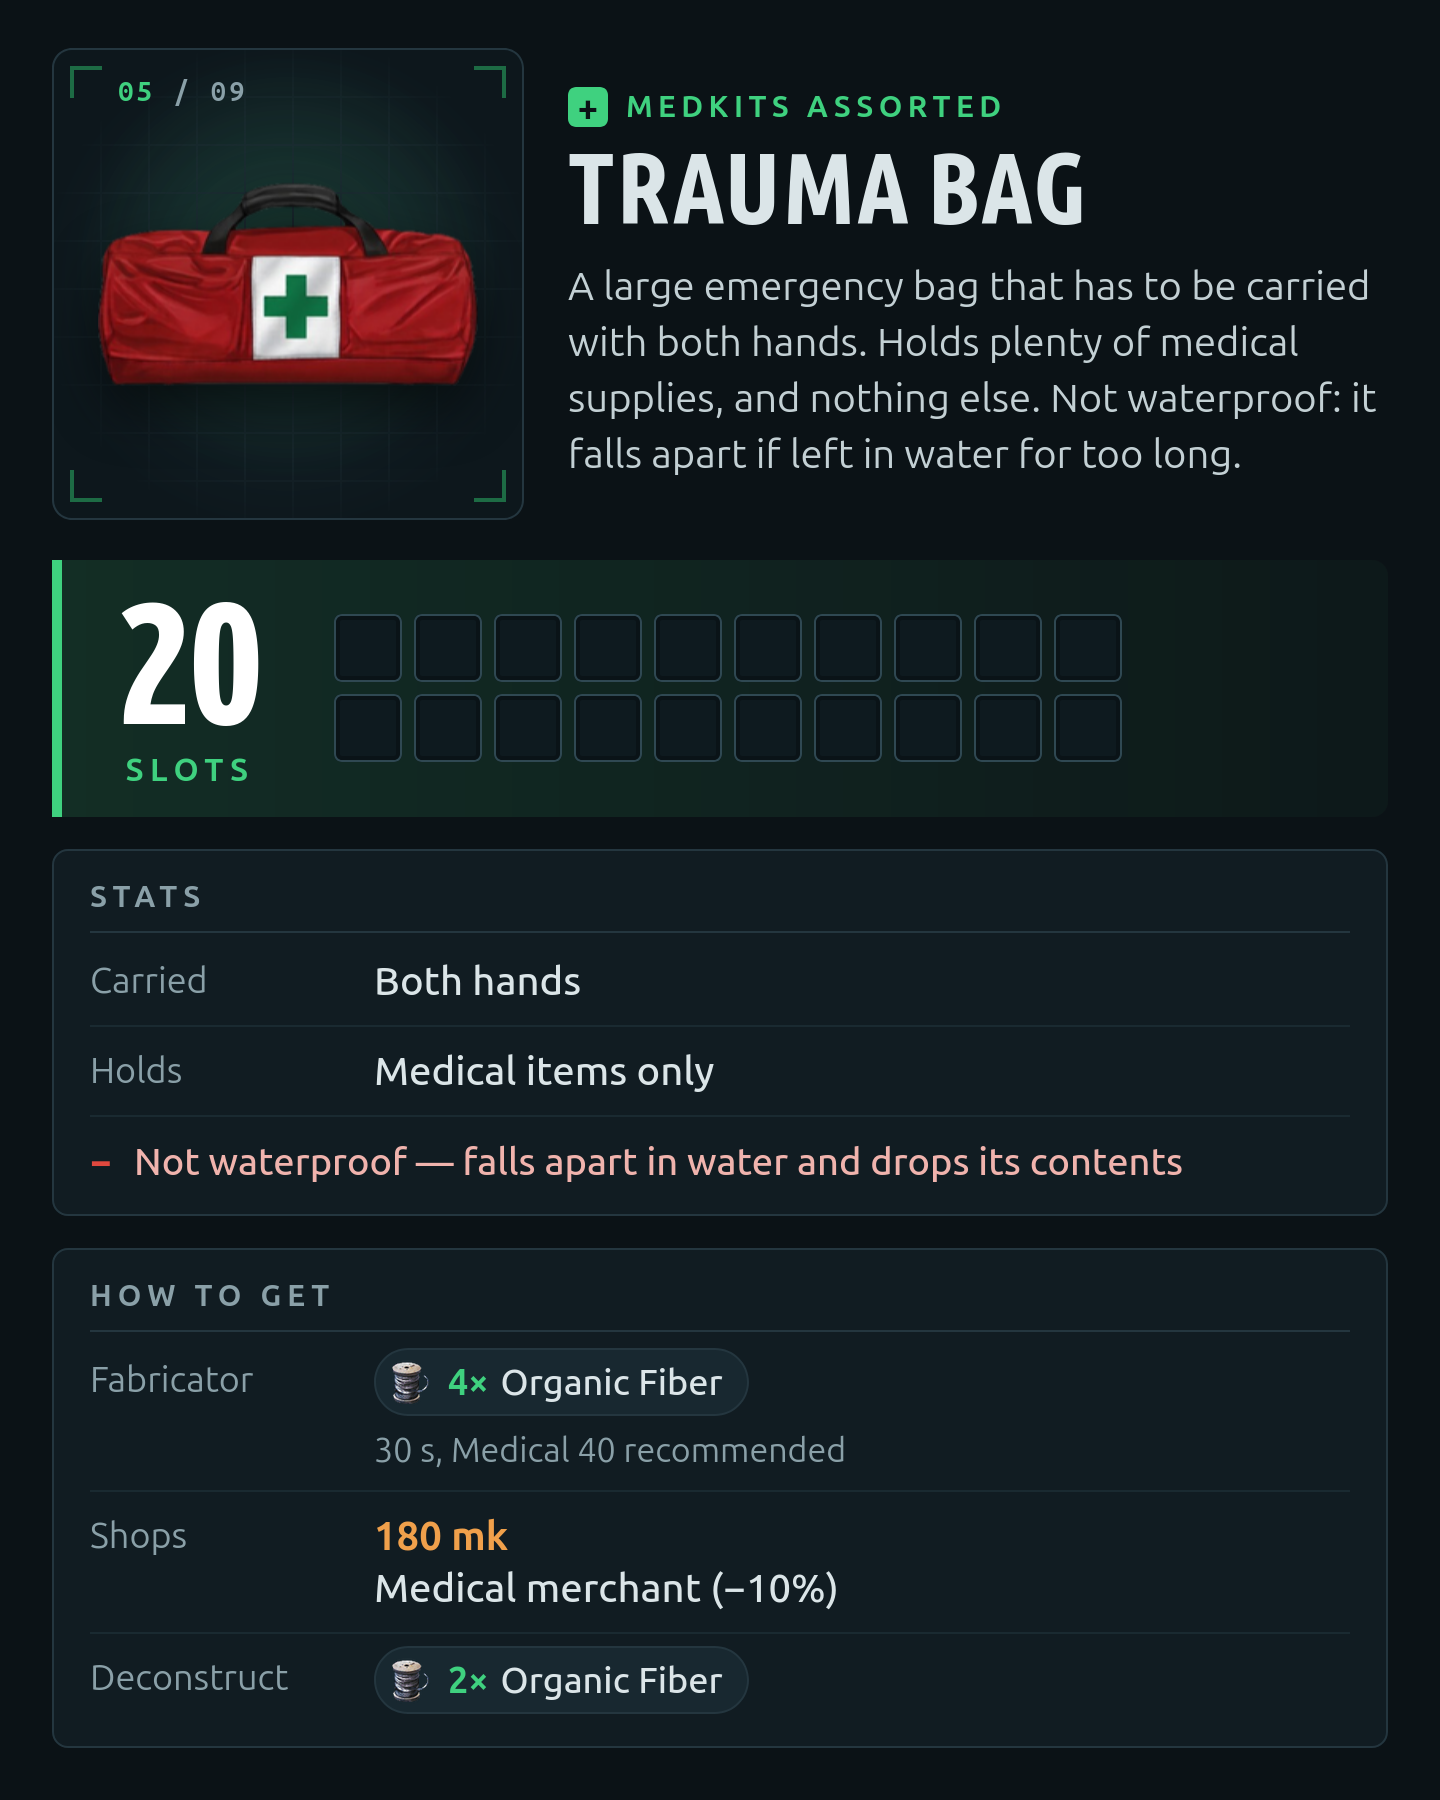 05 / 09
+ MEDKITS ASSORTED
TRAUMA BAG
A large emergency bag that has to be carried
with both hands. Holds plenty of medical
supplies, and nothing else. Not waterproof: it
falls apart if left in water for too long.
20
SLOTS
STATS
Carried Both hands
Holds Medical items only
– Not waterproof — falls apart in water and drops its contents
HOW TO GET
Fabricator 4× Organic Fiber
30 s, Medical 40 recommended
Shops 180 mk
Medical merchant (−10%)
Deconstruct 2× Organic Fiber